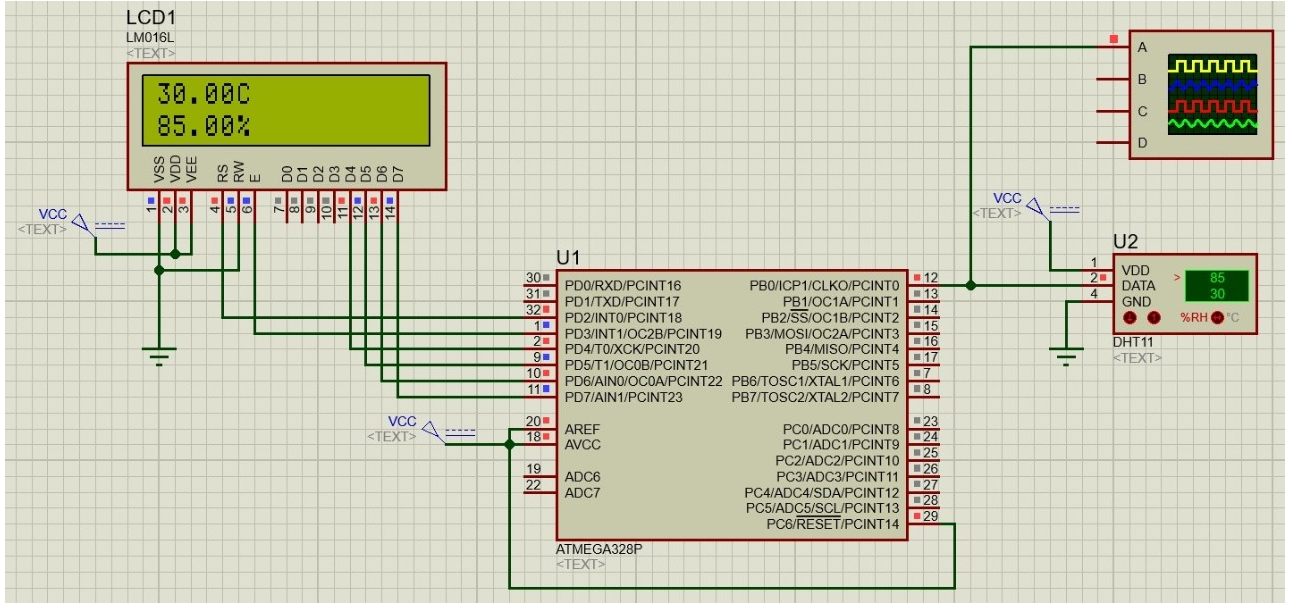 LCD1
LM016L
<TEXT>
30.00C
85.00%
VSS
VDD
VEE
RS
RW
E
D0
D1
D2
D3
D4
D5
D6
D7
1
2
3
4
5
6
7
8
9
10
11
12
13
14
VCC
<TEXT>
A
B
C
D
VCC
<TEXT>
U2
1 VDD
2 DATA
4 GND
>
85
30
%RH °C
DHT11
<TEXT>
U1
30 PD0/RXD/PCINT16
31 PD1/TXD/PCINT17
32 PD2/INT0/PCINT18
1 PD3/INT1/OC2B/PCINT19
2 PD4/T0/XCK/PCINT20
9 PD5/T1/OC0B/PCINT21
10 PD6/AIN0/OC0A/PCINT22
11 PD7/AIN1/PCINT23
20 AREF
18 AVCC
19 ADC6
22 ADC7
PB0/ICP1/CLKO/PCINT0 12
PB1/OC1A/PCINT1 13
PB2/SS/OC1B/PCINT2 14
PB3/MOSI/OC2A/PCINT3 15
PB4/MISO/PCINT4 16
PB5/SCK/PCINT5 17
PB6/TOSC1/XTAL1/PCINT6 7
PB7/TOSC2/XTAL2/PCINT7 8
PC0/ADC0/PCINT8 23
PC1/ADC1/PCINT9 24
PC2/ADC2/PCINT10 25
PC3/ADC3/PCINT11 26
PC4/ADC4/SDA/PCINT12 27
PC5/ADC5/SCL/PCINT13 28
PC6/RESET/PCINT14 29
VCC
<TEXT>
ATMEGA328P
<TEXT>